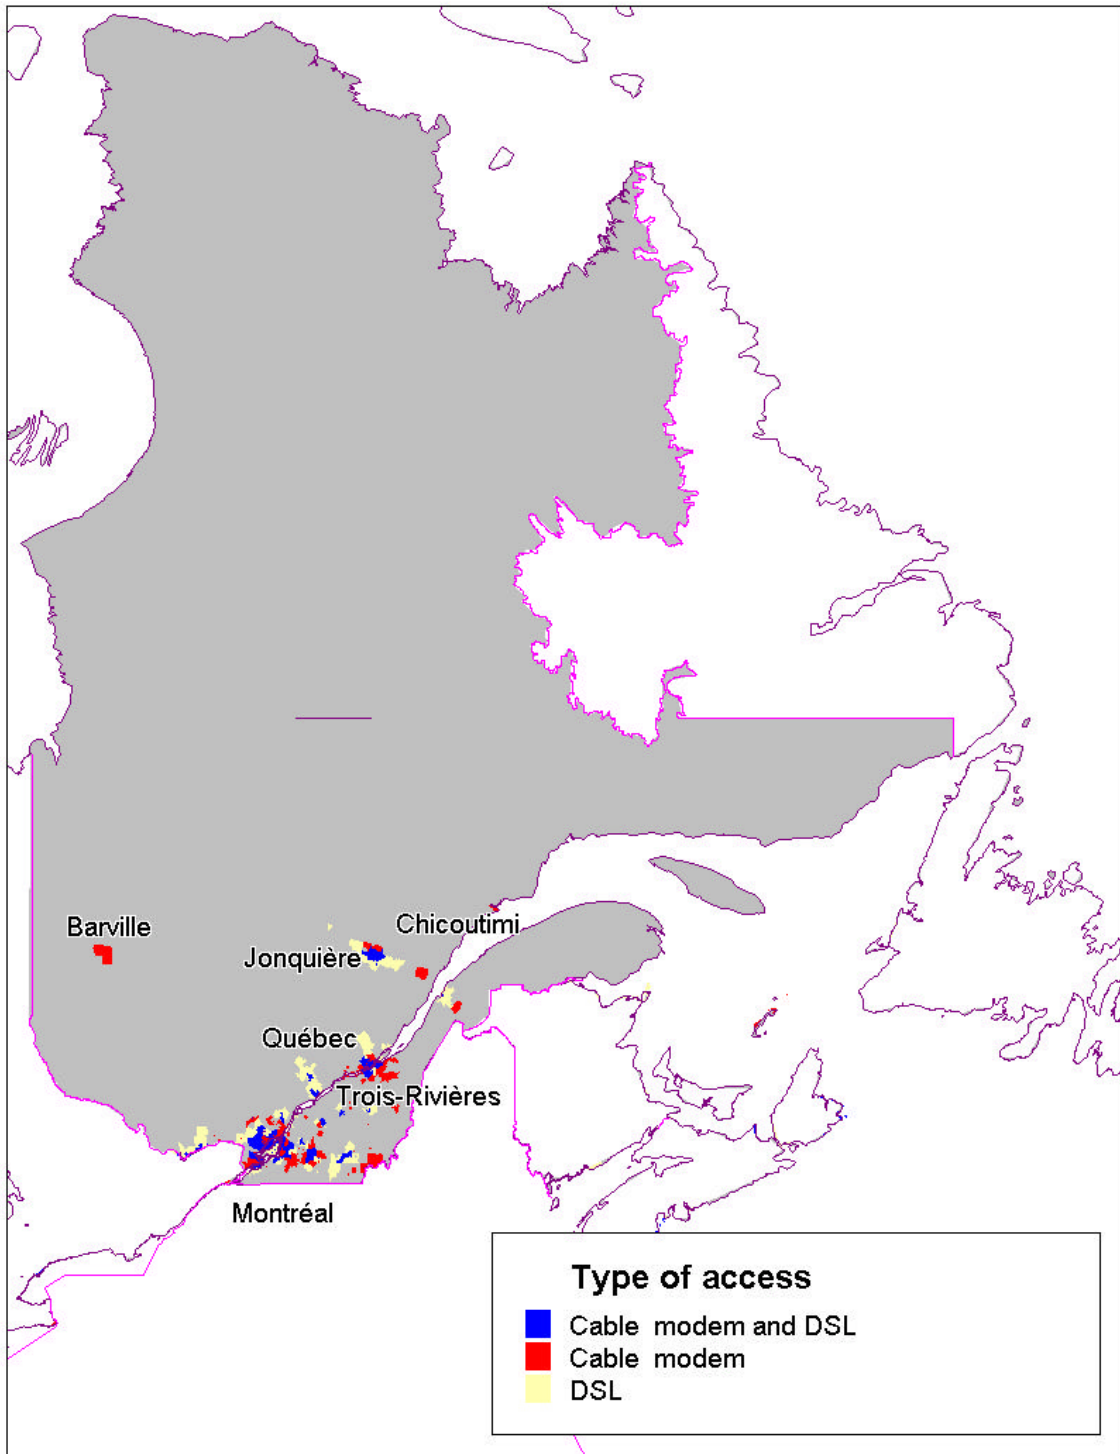 Barville
Chicoutimi
Jonquière
Québec
Trois-Rivières
Montréal
Type of access
Cable modem and DSL
Cable modem
DSL